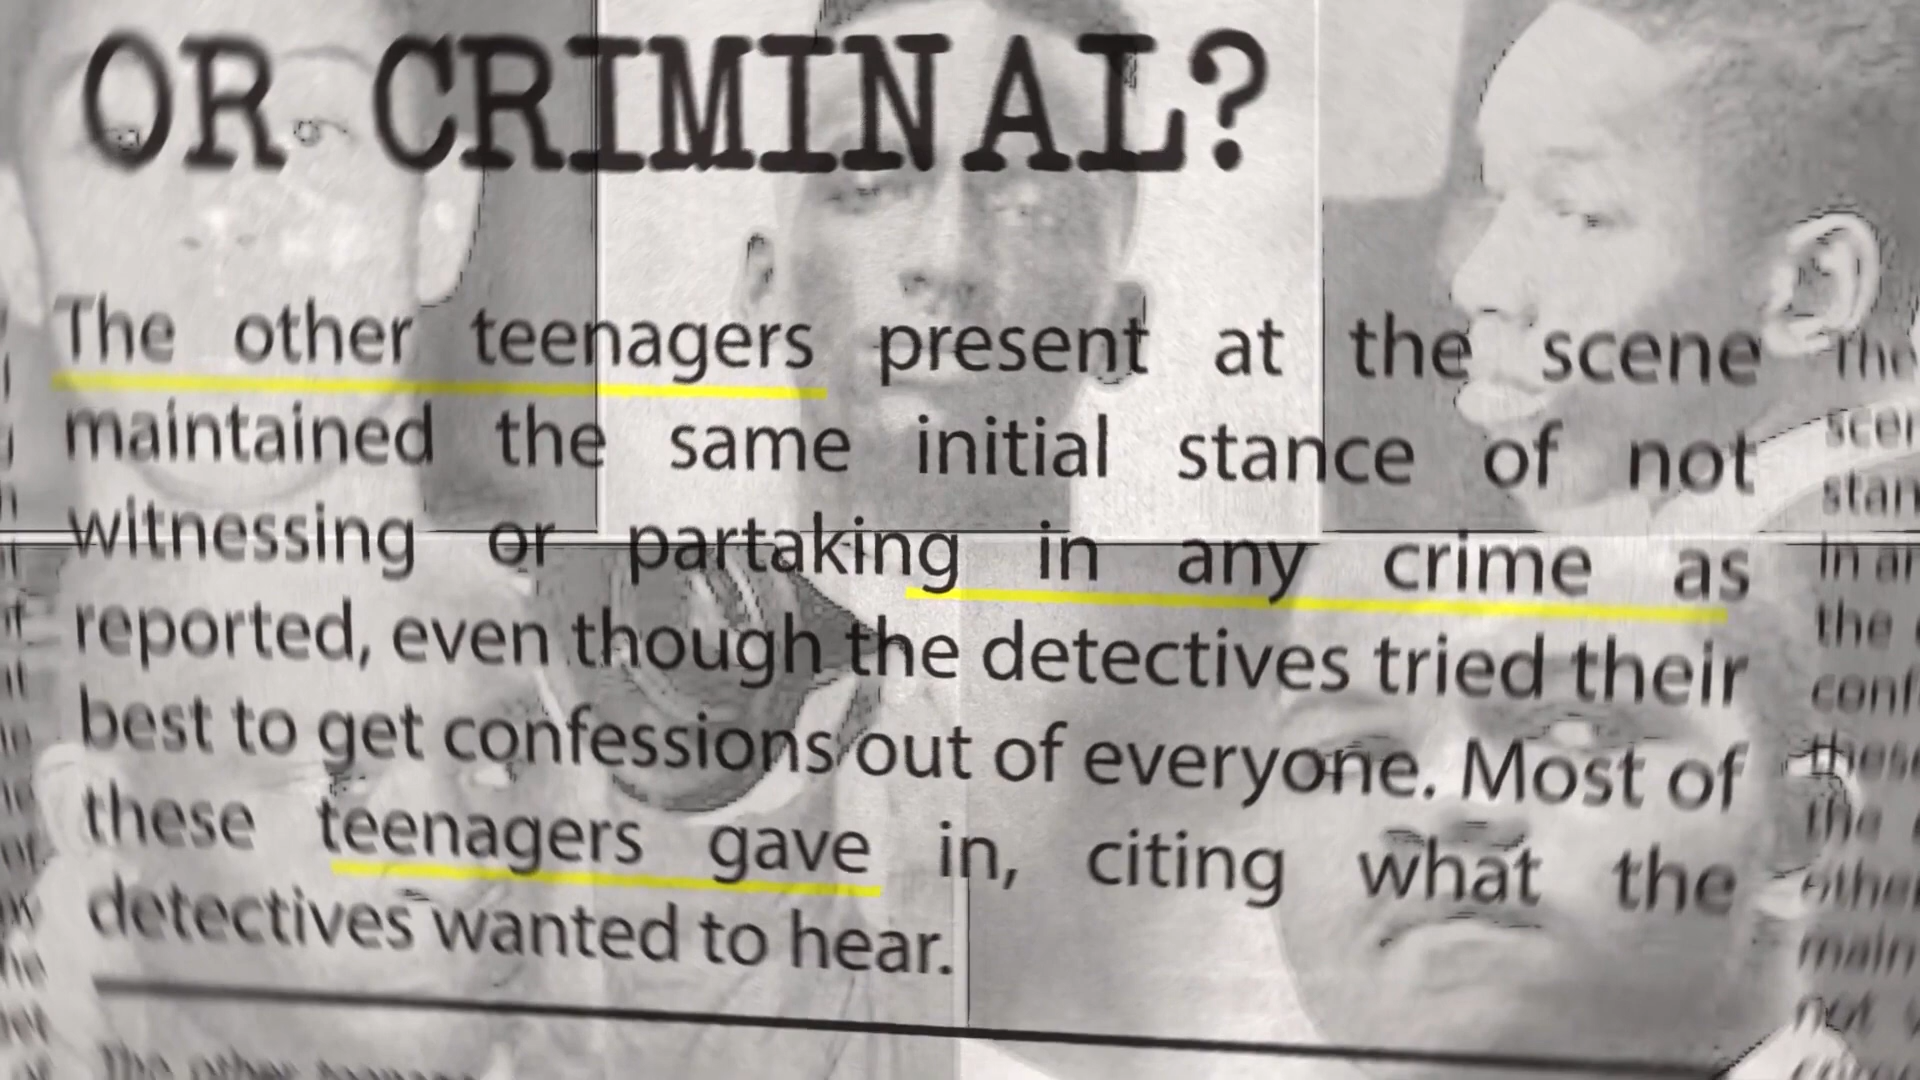 OR CRIMINAL?
The other teenagers present at the scene
maintained the same initial stance of not
witnessing or partaking in any crime as
reported, even though the detectives tried their
best to get confessions out of everyone. Most of
these teenagers gave in, citing what the
detectives wanted to hear.
The other